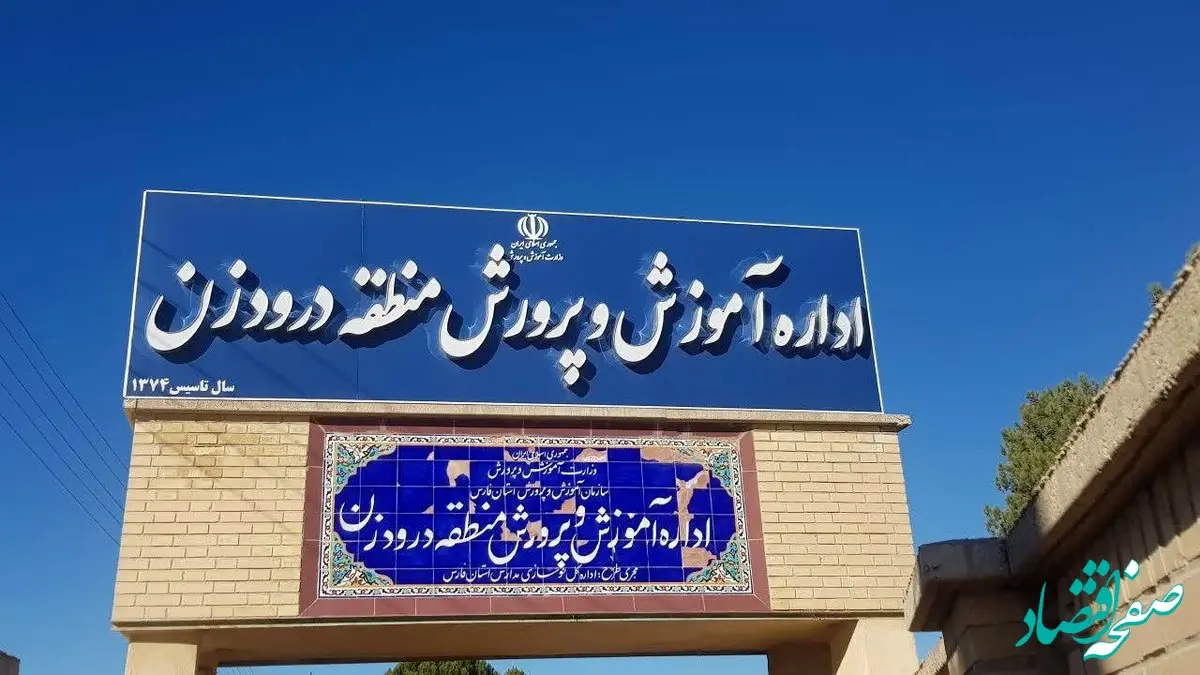 جمهوری اسلامی ایران
وزارت آموزش و پرورش
اداره آموزش و پرورش منطقه درودزن
سال تاسیس ۱۳۷۴
جمهوری اسلامی ایران
وزارت آموزش و پرورش
سازمان آموزش و پرورش استان فارس
اداره آموزش و پرورش منطقه درودزن
مجری طرح: اداره کل نوسازی مدارس استان فارس
صفحه اقتصاد